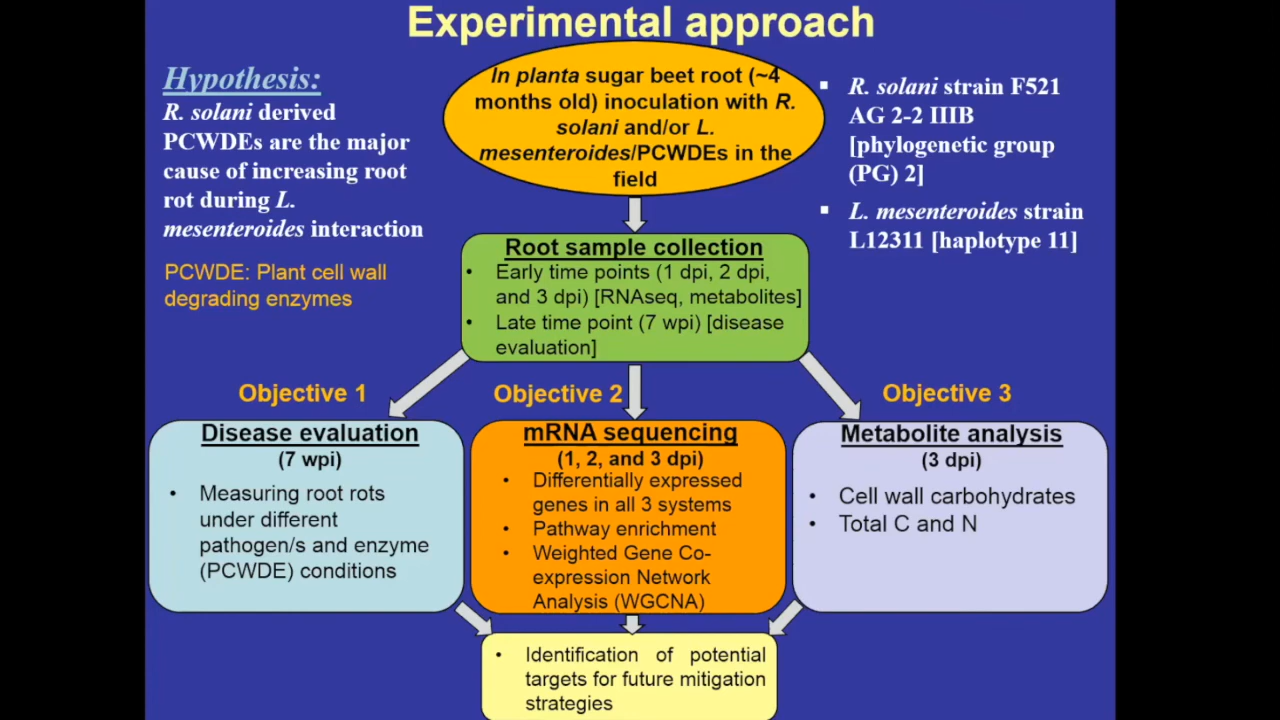 Experimental approach
Hypothesis:
R. solani derived
PCWDEs are the major
cause of increasing root
rot during L.
mesenteroides interaction
PCWDE: Plant cell wall
degrading enzymes
In planta sugar beet root (~4
months old) inoculation with R.
solani and/or L.
mesenteroides/PCWDEs in the
field
▪ R. solani strain F521
AG 2-2 IIIB
[phylogenetic group
(PG) 2]
▪ L. mesenteroides strain
L12311 [haplotype 11]
Root sample collection
• Early time points (1 dpi, 2 dpi,
and 3 dpi) [RNAseq, metabolites]
• Late time point (7 wpi) [disease
evaluation]
Objective 1
Disease evaluation
(7 wpi)
• Measuring root rots
under different
pathogen/s and enzyme
(PCWDE) conditions
Objective 2
mRNA sequencing
(1, 2, and 3 dpi)
• Differentially expressed
genes in all 3 systems
• Pathway enrichment
• Weighted Gene Co-
expression Network
Analysis (WGCNA)
Objective 3
Metabolite analysis
(3 dpi)
• Cell wall carbohydrates
• Total C and N
• Identification of potential
targets for future mitigation
strategies